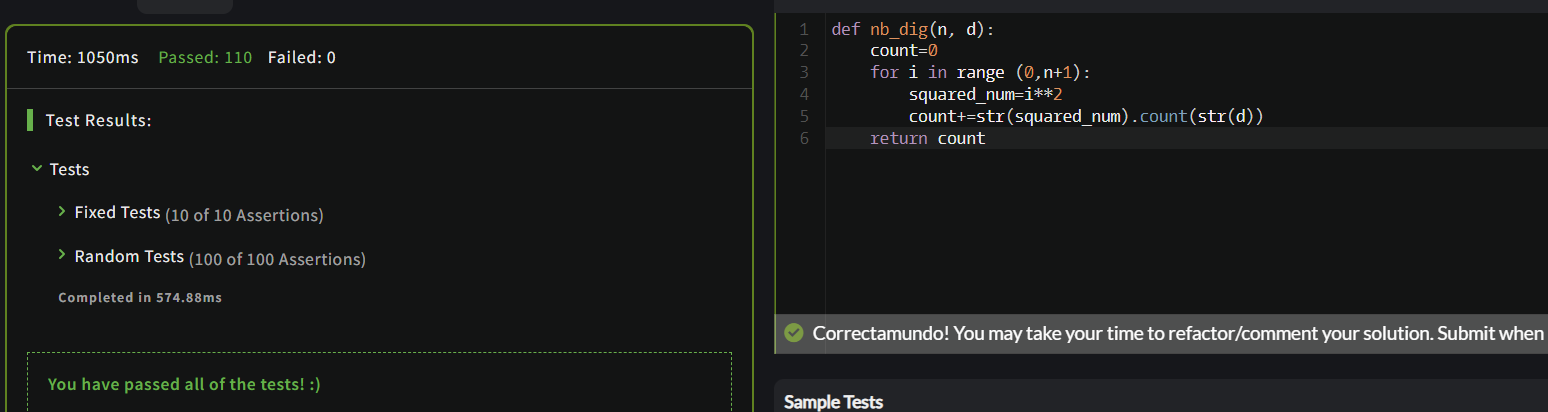 Time: 1050ms Passed: 110 Failed: 0
Test Results:
Tests
Fixed Tests (10 of 10 Assertions)
Random Tests (100 of 100 Assertions)
Completed in 574.88ms
You have passed all of the tests! :)
1 def nb_dig(n, d):
2     count=0
3     for i in range (0,n+1):
4         squared_num=i**2
5         count+=str(squared_num).count(str(d))
6     return count
Correctamundo! You may take your time to refactor/comment your solution. Submit when
Sample Tests